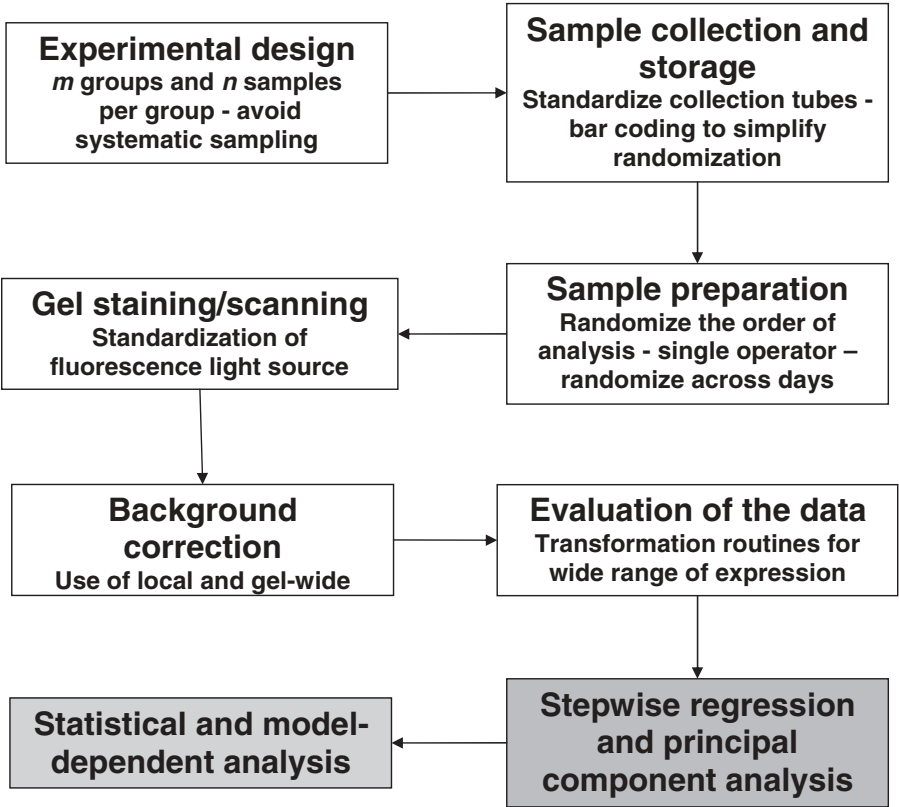 Experimental design
m groups and n samples
per group - avoid
systematic sampling
Sample collection and
storage
Standardize collection tubes -
bar coding to simplify
randomization
Sample preparation
Randomize the order of
analysis - single operator –
randomize across days
Gel staining/scanning
Standardization of
fluorescence light source
Background
correction
Use of local and gel-wide
Evaluation of the data
Transformation routines for
wide range of expression
Stepwise regression
and principal
component analysis
Statistical and model-
dependent analysis